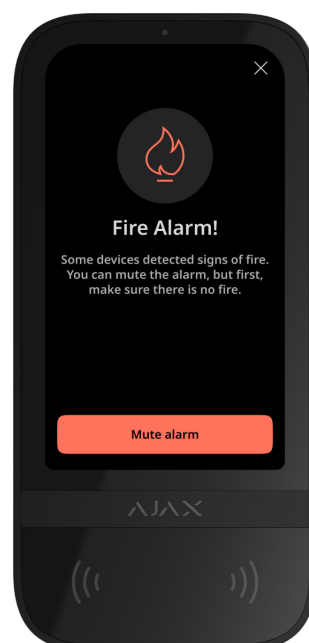 Fire Alarm!
Some devices detected signs of fire.
You can mute the alarm, but first,
make sure there is no fire.
Mute alarm
AJAX